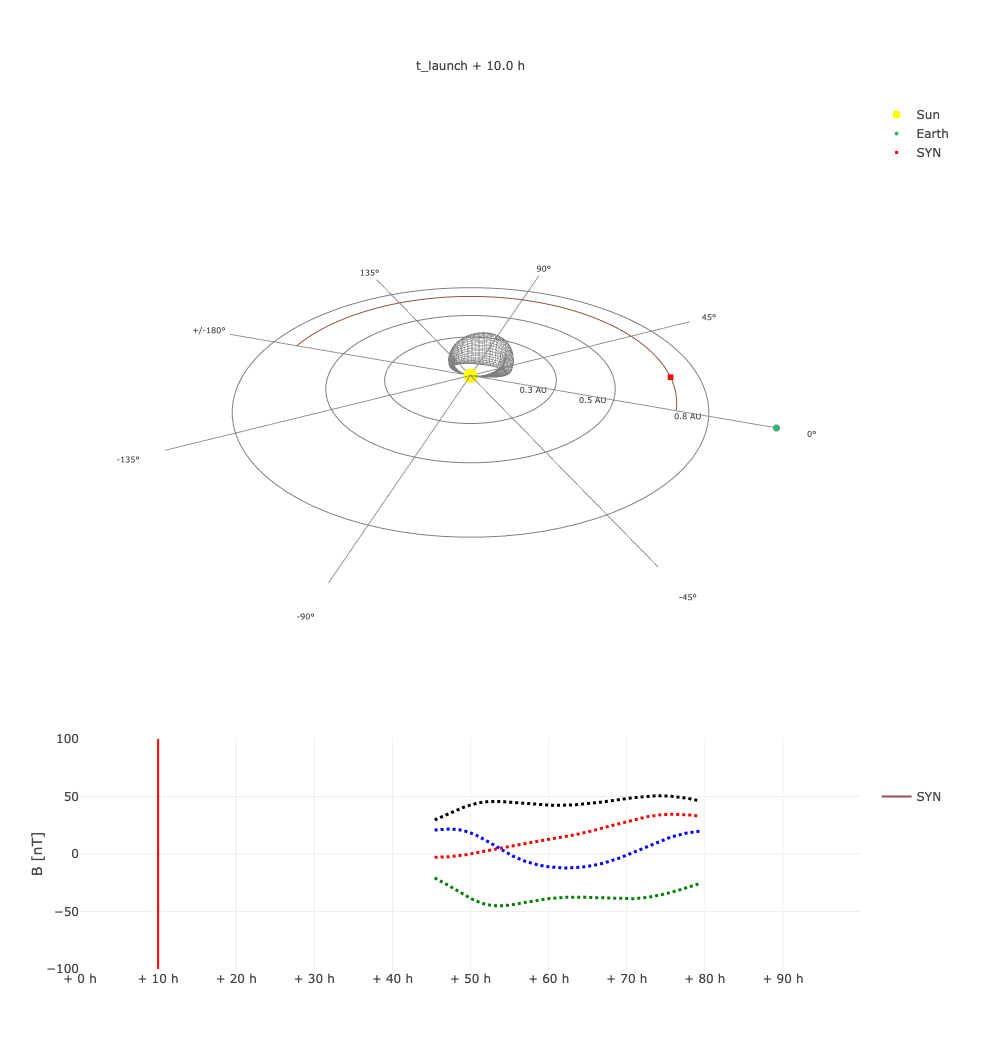 t_launch + 10.0 h
Sun
Earth
SYN
135°
90°
45°
+/-180°
0.3 AU
0.5 AU
0.8 AU
0°
-135°
-45°
-90°
100
50
0
−50
−100
B [nT]
+ 0 h
+ 10 h
+ 20 h
+ 30 h
+ 40 h
+ 50 h
+ 60 h
+ 70 h
+ 80 h
+ 90 h
SYN